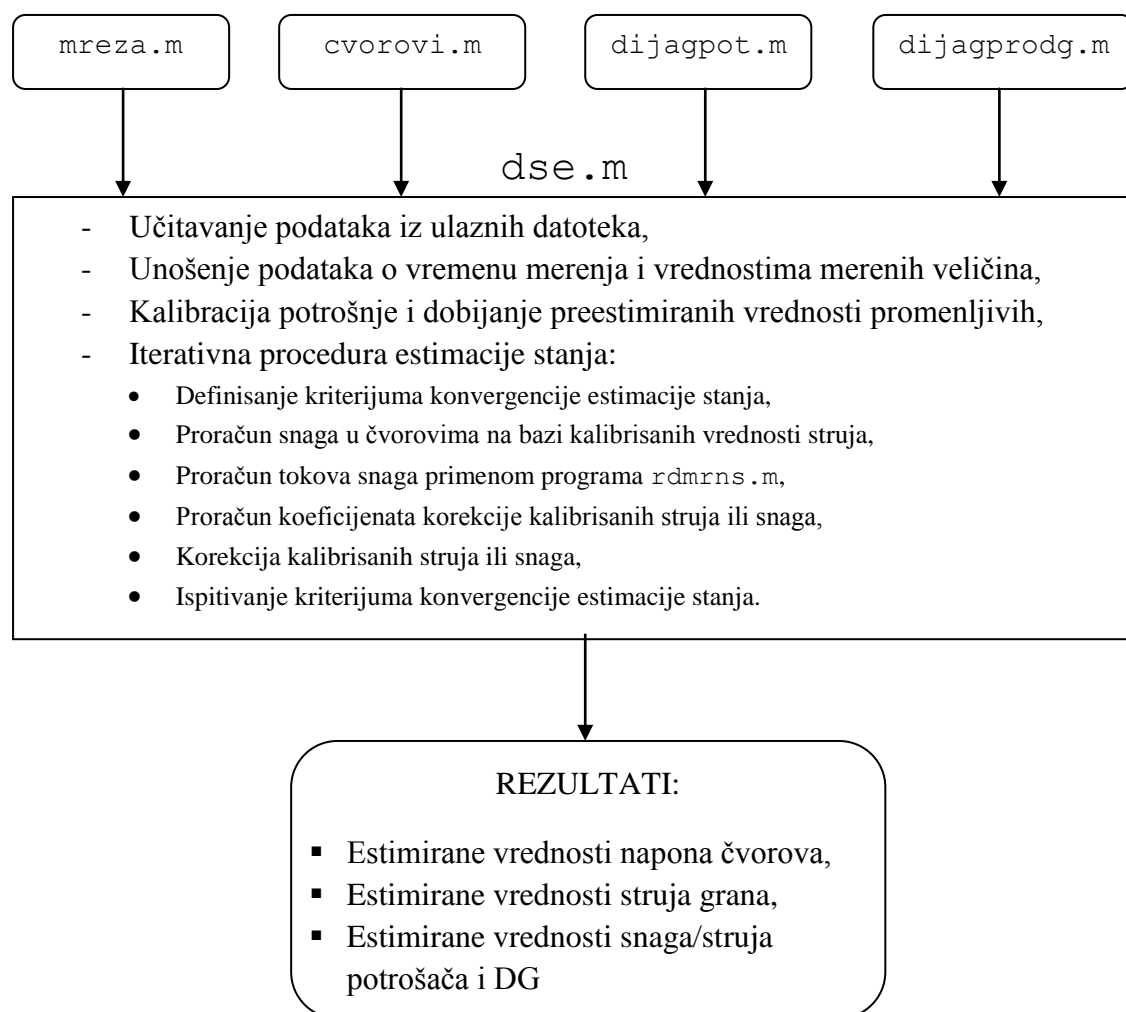 mreza.m
cvorovi.m
dijagpot.m
dijagprodg.m
dse.m
- Učitavanje podataka iz ulaznih datoteka,
- Unošenje podataka o vremenu merenja i vrednostima merenih veličina,
- Kalibracija potrošnje i dobijanje preestimiranih vrednosti promenljivih,
- Iterativna procedura estimacije stanja:
• Definisanje kriterijuma konvergencije estimacije stanja,
• Proračun snaga u čvorovima na bazi kalibrisanih vrednosti struja,
• Proračun tokova snaga primenom programa rdmrns.m,
• Proračun koeficijenata korekcije kalibrisanih struja ili snaga,
• Korekcija kalibrisanih struja ili snaga,
• Ispitivanje kriterijuma konvergencije estimacije stanja.
REZULTATI:
▪ Estimirane vrednosti napona čvorova,
▪ Estimirane vrednosti struja grana,
▪ Estimirane vrednosti snaga/struja
potrošača i DG